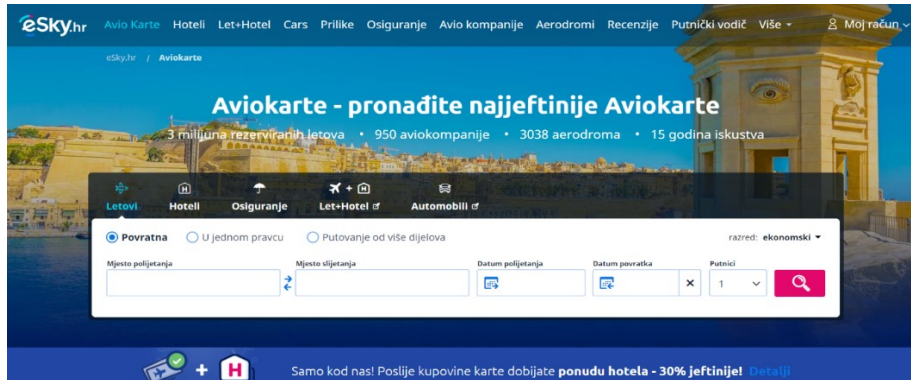 eSky.hr Avio Karte Hoteli Let+Hotel Cars Prilike Osiguranje Avio kompanije Aerodromi Recenzije Putnički vodič Više Moj račun
eSky.hr / Aviokarte
Aviokarte - pronađite najjeftinije Aviokarte
3 milijuna rezerviranih letova • 950 aviokompanije • 3038 aerodroma • 15 godina iskustva
Letovi Hoteli Osiguranje Let+Hotel Automobili
Povratna U jednom pravcu Putovanje od više dijelova razred: ekonomski
Mjesto polijetanja Mjesto slijetanja Datum polijetanja Datum povratka Putnici
1
+ H Samo kod nas! Poslije kupovine karte dobijate ponudu hotela - 30% jeftinije! Detalji